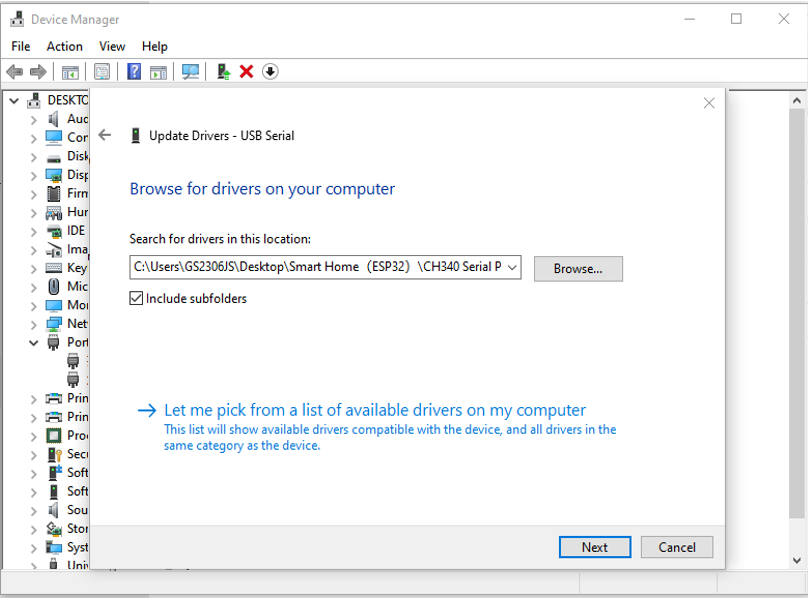 Device Manager
File Action View Help
DESKTC
Aud
Con
Disk
Disp
Firm
Hur
IDE
Ima
Key
Mic
Mor
Net
Port
Prin
Prin
Proc
Secu
Soft
Soft
Sou
Stor
Syst
Univ
Update Drivers - USB Serial
Browse for drivers on your computer
Search for drivers in this location:
C:\Users\GS2306JS\Desktop\Smart Home（ESP32）\CH340 Serial P
Browse...
Include subfolders
Let me pick from a list of available drivers on my computer
This list will show available drivers compatible with the device, and all drivers in the
same category as the device.
Next
Cancel